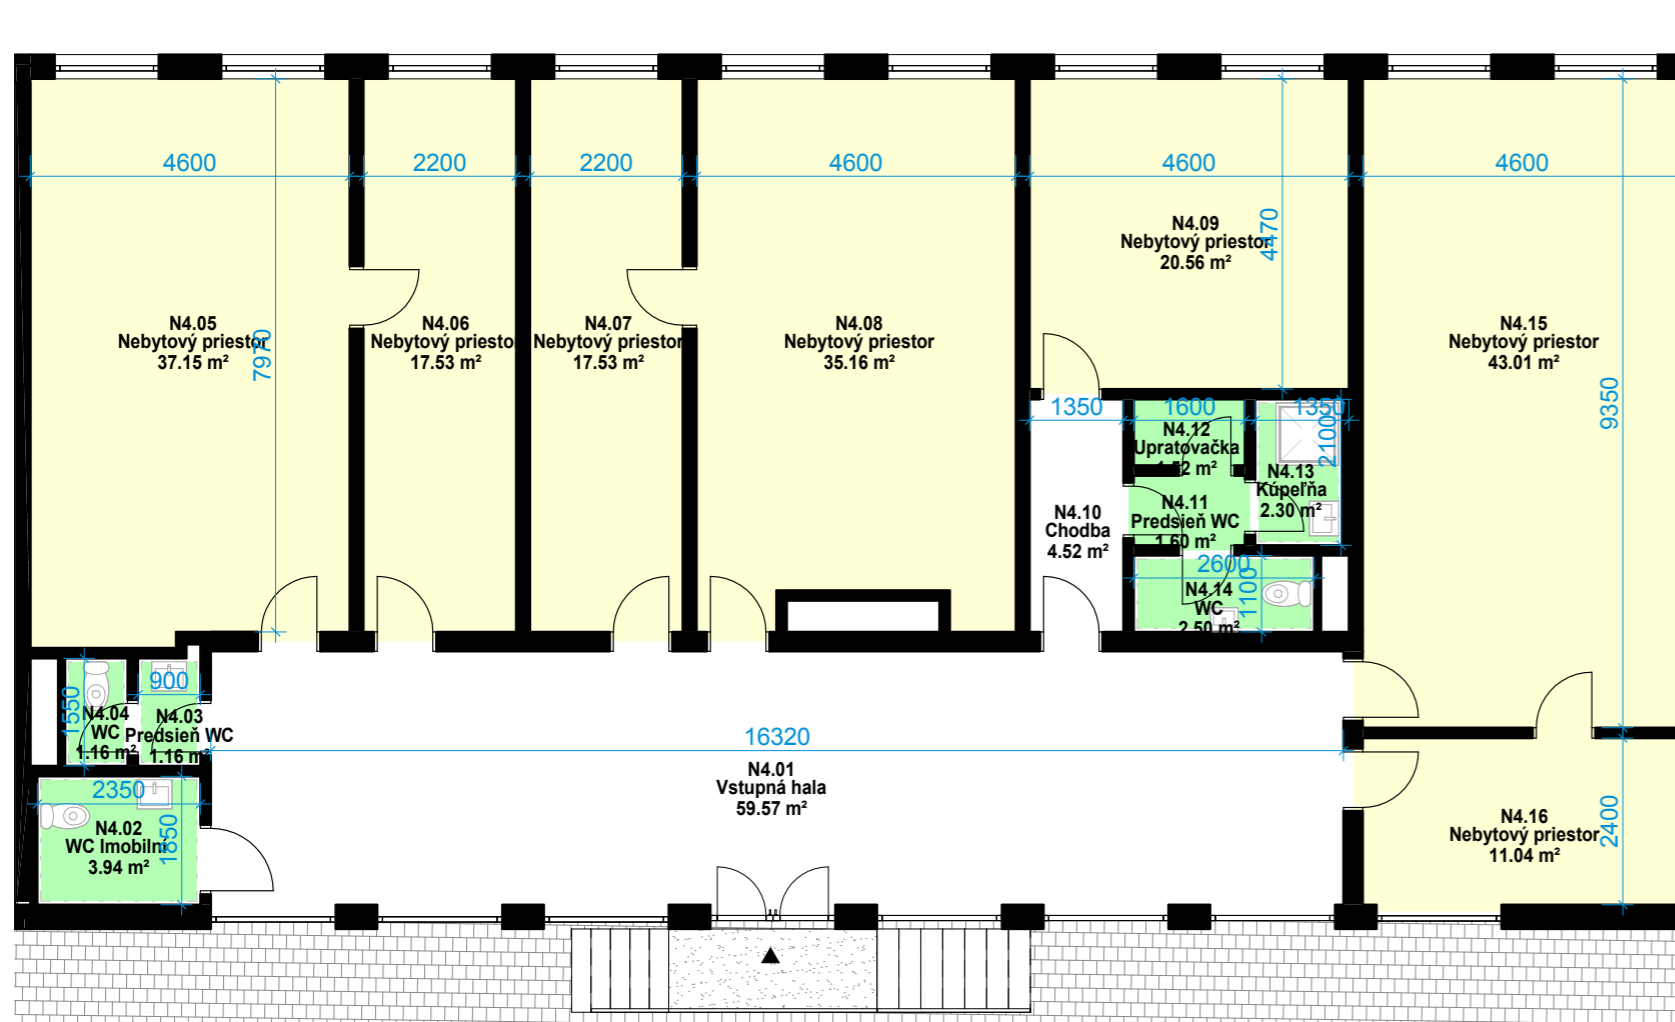 4600
2200
2200
4600
4600
4600
N4.09
Nebytový priestor
20.56 m²
4470
N4.05
Nebytový priestor
37.15 m²
7970
N4.06
Nebytový priestor
17.53 m²
N4.07
Nebytový priestor
17.53 m²
N4.08
Nebytový priestor
35.16 m²
N4.15
Nebytový priestor
43.01 m²
9350
1350
1600
1350
N4.12
Upratovačka
m²
2100
N4.13
Kúpeľňa
2.30 m²
N4.10
Chodba
4.52 m²
N4.11
Predsieň WC
1.60 m²
2600
N4.14
WC
2.50 m²
1100
900
1550
N4.04
WC
1.16 m²
N4.03
Predsieň WC
1.16 m²
16320
N4.01
Vstupná hala
59.57 m²
2350
N4.02
WC Imobilní
3.94 m²
1850
N4.16
Nebytový priestor
11.04 m²
2400